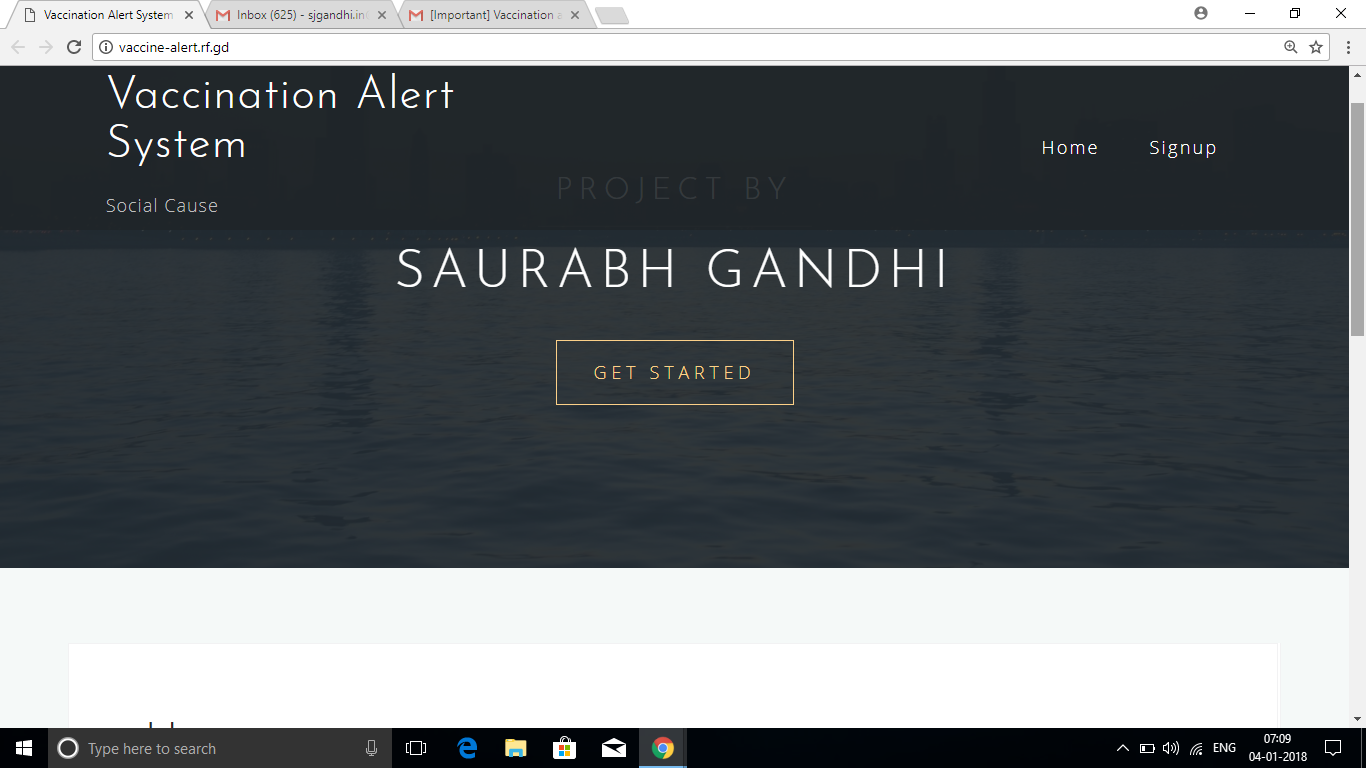 Vaccination Alert System
Inbox (625) - sjgandhi.in
[Important] Vaccination a
vaccine-alert.rf.gd
Vaccination Alert
System
Home
Signup
PROJECT BY
Social Cause
SAURABH GANDHI
GET STARTED
Type here to search
ENG
07:09
04-01-2018